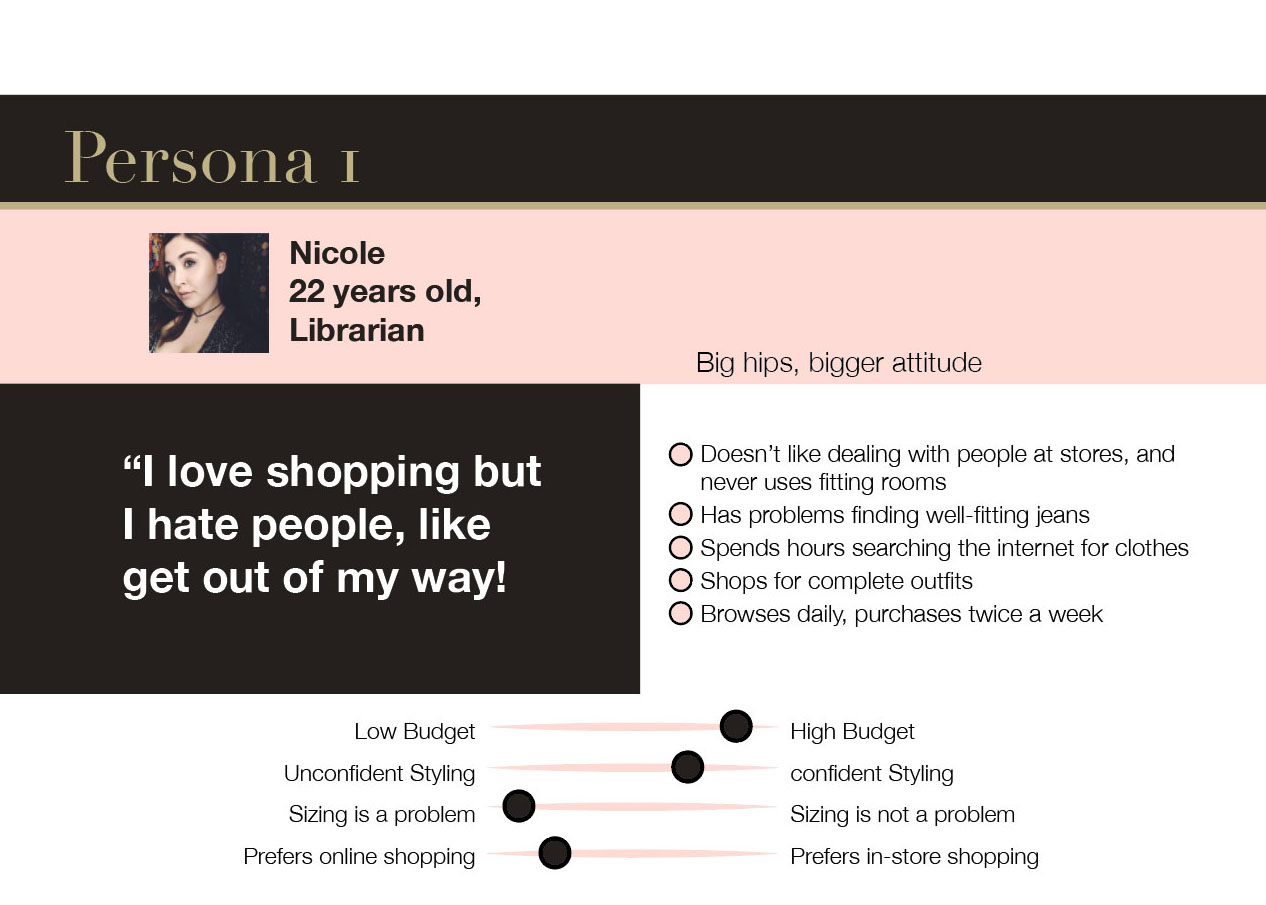 Persona 1
Nicole
22 years old,
Librarian
Big hips, bigger attitude
“I love shopping but
I hate people, like
get out of my way!
Doesn’t like dealing with people at stores, and
never uses fitting rooms
Has problems finding well-fitting jeans
Spends hours searching the internet for clothes
Shops for complete outfits
Browses daily, purchases twice a week
Low Budget High Budget
Unconfident Styling confident Styling
Sizing is a problem Sizing is not a problem
Prefers online shopping Prefers in-store shopping